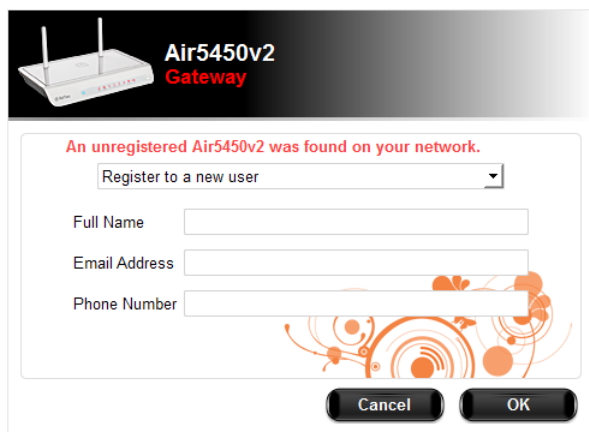 Air5450v2
Gateway
An unregistered Air5450v2 was found on your network.
Register to a new user
Full Name
Email Address
Phone Number
Cancel
OK